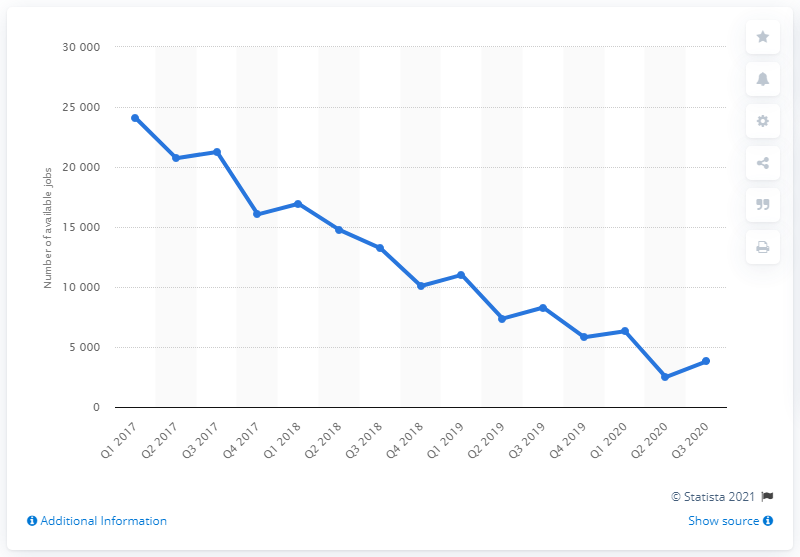 30 000
25 000
20 000
15 000
10 000
5 000
0
Number of available jobs
Q1 2017
Q2 2017
Q3 2017
Q4 2017
Q1 2018
Q2 2018
Q3 2018
Q4 2018
Q1 2019
Q2 2019
Q3 2019
Q4 2019
Q1 2020
Q2 2020
Q3 2020
© Statista 2021
Additional Information
Show source